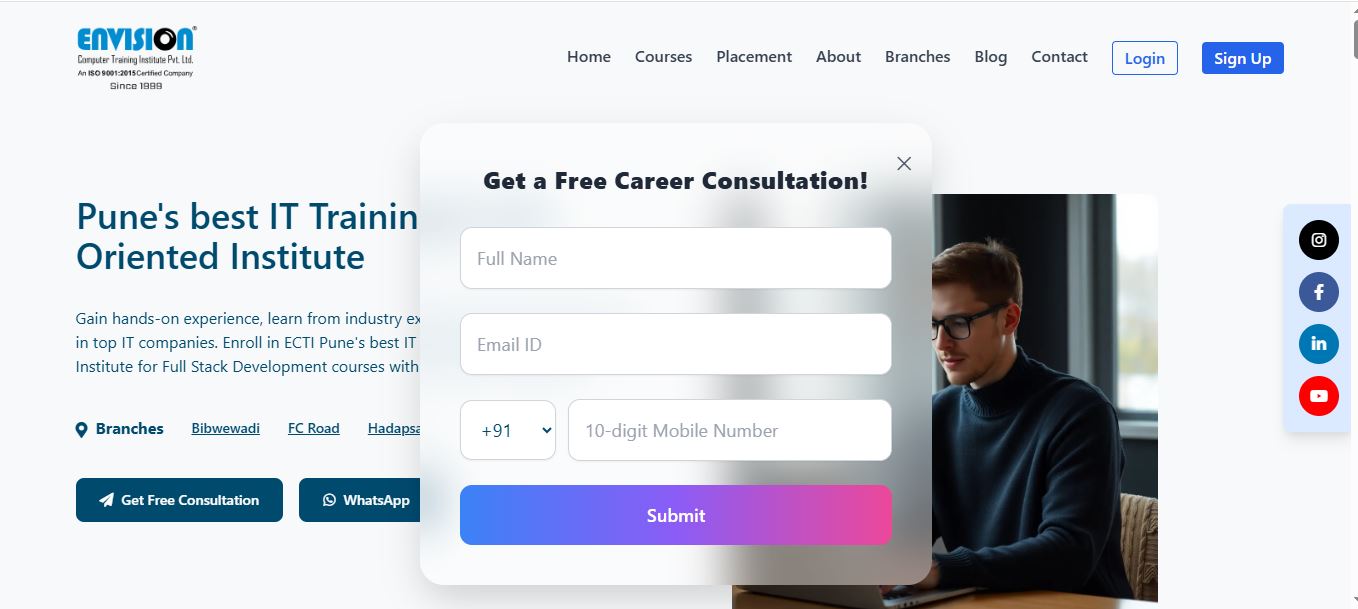 ENVISION
Computer Training Institute Pvt. Ltd.
An ISO 9001:2015 Certified Company
Since 1999
Home Courses Placement About Branches Blog Contact Login Sign Up
Get a Free Career Consultation!
Full Name
Email ID
+91 10-digit Mobile Number
Submit
Pune's best IT Trainin
Oriented Institute
Gain hands-on experience, learn from industry ex
in top IT companies. Enroll in ECTI Pune's best IT
Institute for Full Stack Development courses with
Branches Bibwewadi FC Road Hadapsa
Get Free Consultation WhatsApp